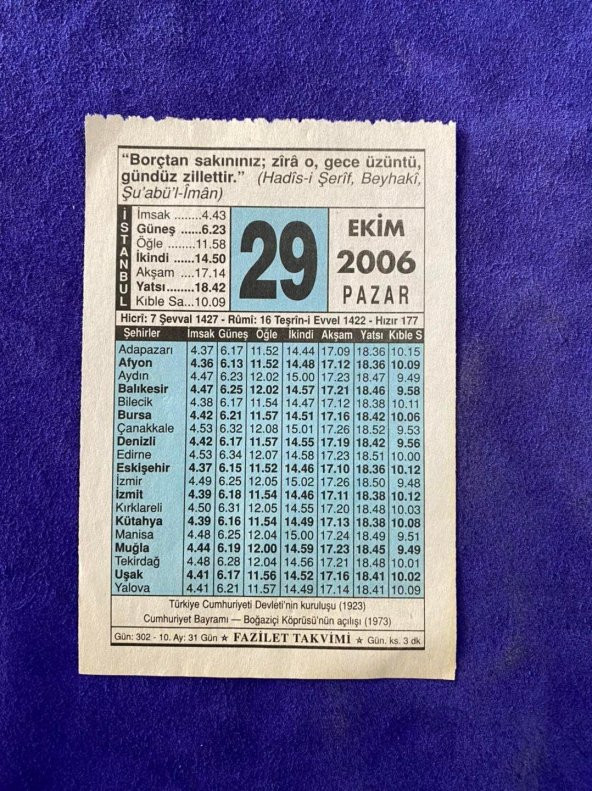 “Borçtan sakınınız; zîrâ o, gece üzüntü,
gündüz zillettir.” (Hadîs-i Şerîf, Beyhakî,
Şu’abü’l-Îmân)
İSTANBUL
İmsak ........4.43
Güneş ......6.23
Öğle ........11.58
İkindi ......14.50
Akşam ....17.14
Yatsı........18.42
Kıble Sa...10.09
29
EKİM
2006
PAZAR
Hicrî: 7 Şevval 1427 - Rûmî: 16 Teşrîn-i Evvel 1422 - Hızır 177
Şehirler İmsak Güneş Öğle İkindi Akşam Yatsı Kıble S
Adapazarı 4.37 6.17 11.52 14.44 17.09 18.36 10.15
Afyon 4.36 6.13 11.52 14.48 17.12 18.36 10.09
Aydın 4.47 6.23 12.02 15.00 17.23 18.47 9.49
Balıkesir 4.47 6.25 12.02 14.57 17.21 18.46 9.58
Bilecik 4.38 6.17 11.54 14.47 17.12 18.38 10.11
Bursa 4.42 6.21 11.57 14.51 17.16 18.42 10.06
Çanakkale 4.53 6.32 12.08 15.01 17.26 18.52 9.53
Denizli 4.42 6.17 11.57 14.55 17.19 18.42 9.56
Edirne 4.53 6.34 12.07 14.58 17.23 18.51 10.00
Eskişehir 4.37 6.15 11.52 14.46 17.10 18.36 10.12
İzmir 4.49 6.25 12.05 15.02 17.26 18.50 9.48
İzmit 4.39 6.18 11.54 14.46 17.11 18.38 10.12
Kırklareli 4.50 6.31 12.05 14.55 17.20 18.48 10.03
Kütahya 4.39 6.16 11.54 14.49 17.13 18.38 10.08
Manisa 4.48 6.25 12.04 15.00 17.24 18.49 9.51
Muğla 4.44 6.19 12.00 14.59 17.23 18.45 9.49
Tekirdağ 4.48 6.28 12.04 14.56 17.21 18.48 10.01
Uşak 4.41 6.17 11.56 14.52 17.16 18.41 10.02
Yalova 4.41 6.21 11.57 14.49 17.14 18.41 10.09
Türkiye Cumhuriyeti Devleti’nin kuruluşu (1923)
Cumhuriyet Bayramı — Boğaziçi Köprüsü’nün açılışı (1973)
Gün: 302 - 10. Ay: 31 Gün ★ FAZİLET TAKVİMİ ★ Gün. ks. 3 dk